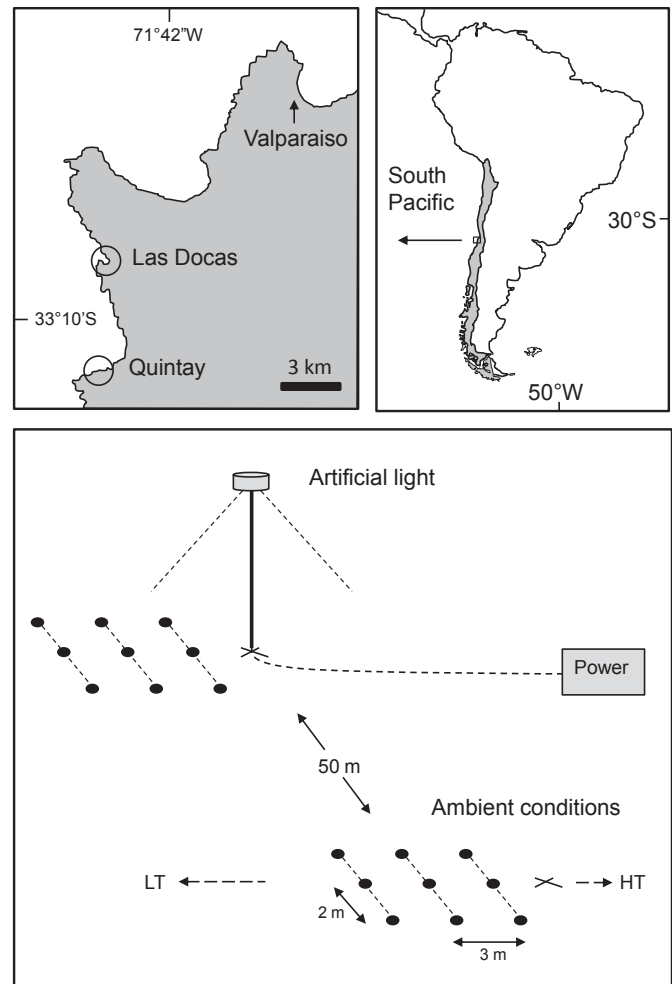 71°42"W
Valparaiso
Las Docas
33°10'S
Quintay
3 km
South
Pacific
30°S
50°W
Artificial light
Power
50 m
Ambient conditions
LT
HT
2 m
3 m